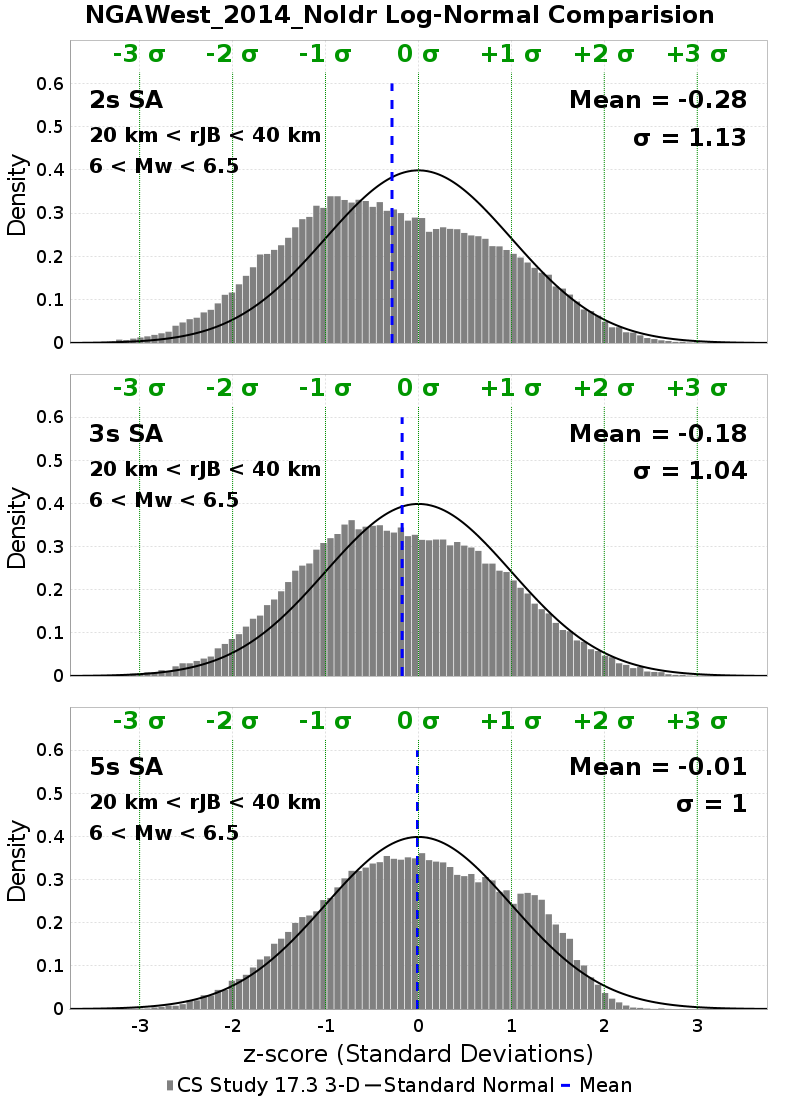 NGAWest_2014_NoIdr Log-Normal Comparision
-3 σ -2 σ -1 σ 0 σ +1 σ +2 σ +3 σ
0.6
2s SA
Mean = -0.28
0.5
20 km < rJB < 40 km
σ = 1.13
6 < Mw < 6.5
0.4
0.3
0.2
0.1
0
Density
-3 σ -2 σ -1 σ 0 σ +1 σ +2 σ +3 σ
0.6
3s SA
Mean = -0.18
0.5
20 km < rJB < 40 km
σ = 1.04
6 < Mw < 6.5
0.4
0.3
0.2
0.1
0
Density
-3 σ -2 σ -1 σ 0 σ +1 σ +2 σ +3 σ
0.6
5s SA
Mean = -0.01
0.5
20 km < rJB < 40 km
σ = 1
6 < Mw < 6.5
0.4
0.3
0.2
0.1
0
Density
-3 -2 -1 0 1 2 3
z-score (Standard Deviations)
CS Study 17.3 3-D Standard Normal Mean